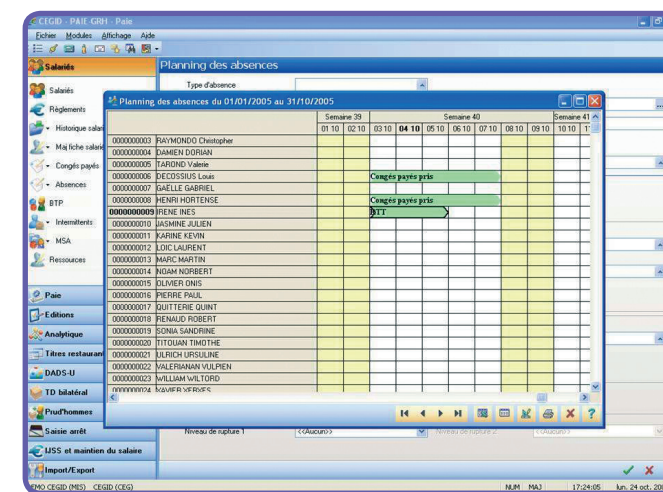 CEGID - PAIE-GRH - Paie
Fichier Modules Affichage Aide
Salariés
Planning des absences
Salariés
Règlements
Historique salari
Maj fiche salarié
Congés payés
Absences
BTP
Intermittents
MSA
Ressources
Paie
Editions
Analytique
Titres restaurant
DADS-U
TD bilatéral
Prud'hommes
Saisie arrêt
IJSS et maintien du salaire
Import/Export
Type d'absence
Planning des absences du 01/01/2005 au 31/10/2005
Semaine 39 Semaine 40 Semaine 41
01 10 02 10 03 10 04 10 05 10 06 10 07 10 08 10 09 10 10 10
0000000003 RAYMONDO Christopher
0000000004 DAMIEN DORIAN
0000000005 TAROND Valerie
0000000006 DECOSSIUS Louis Congés payés pris
0000000007 GAËLLE GABRIEL
0000000008 HENRI HORTENSE Congés payés pris
0000000009 IRENE INES RTT
0000000010 JASMINE JULIEN
0000000011 KARINE KEVIN
0000000012 LOIC LAURENT
0000000013 MARC MARTIN
0000000014 NOAM NORBERT
0000000015 OLIVIER ONIS
0000000016 PIERRE PAUL
0000000017 QUITTERIE QUINT
0000000018 RENAUD ROBERT
0000000019 SONIA SANDRINE
0000000020 TITOUAN TIMOTHE
0000000021 ULRICH URSULINE
0000000022 VALERIANAN VULPIEN
0000000023 WILLIAM WILTORD
0000000024 XAVIER XERXES
Niveau de rupture 1 <<Aucun>> Niveau de rupture 2 <<Aucun>>
DEMO CEGID (MIS) CEGID (CEG) NUM MAJ 17:24:05 lun. 24 oct. 200